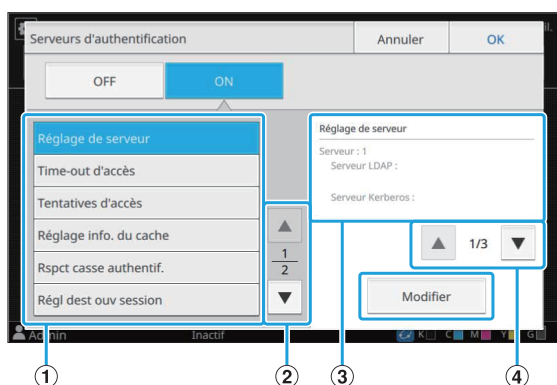 Serveurs d'authentification
Annuler
OK
il.
OFF
ON
Réglage de serveur
Time-out d'accès
Tentatives d'accès
Réglage info. du cache
Rspct casse authentif.
Régl dest ouv session
1
2
Réglage de serveur
Serveur : 1
Serveur LDAP :
Serveur Kerberos :
1/3
Modifier
Admin
Inactif
K
C
M
Y
G
1
2
3
4